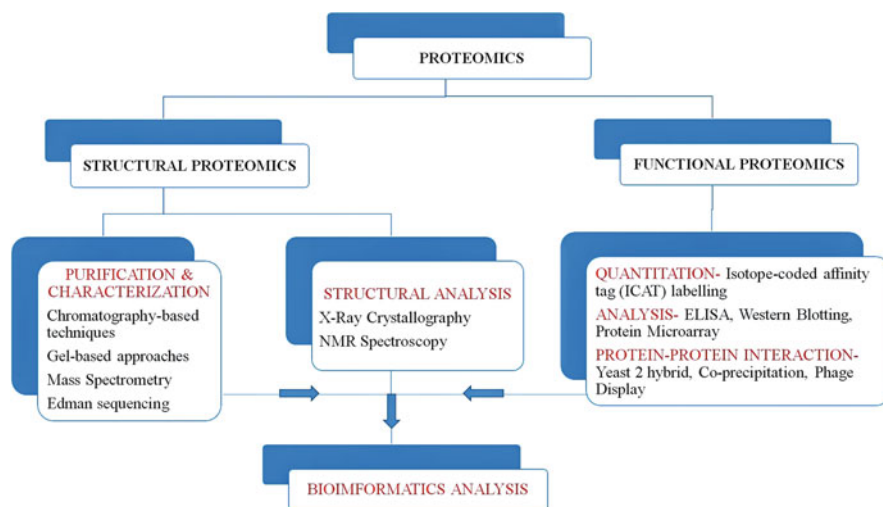 PROTEOMICS
STRUCTURAL PROTEOMICS
FUNCTIONAL PROTEOMICS
PURIFICATION &
CHARACTERIZATION
Chromatography-based
techniques
Gel-based approaches
Mass Spectrometry
Edman sequencing
STRUCTURAL ANALYSIS
X-Ray Crystallography
NMR Spectroscopy
QUANTITATION- Isotope-coded affinity
tag (ICAT) labelling
ANALYSIS- ELISA, Western Blotting,
Protein Microarray
PROTEIN-PROTEIN INTERACTION-
Yeast 2 hybrid, Co-precipitation, Phage
Display
BIOIMFORMATICS ANALYSIS